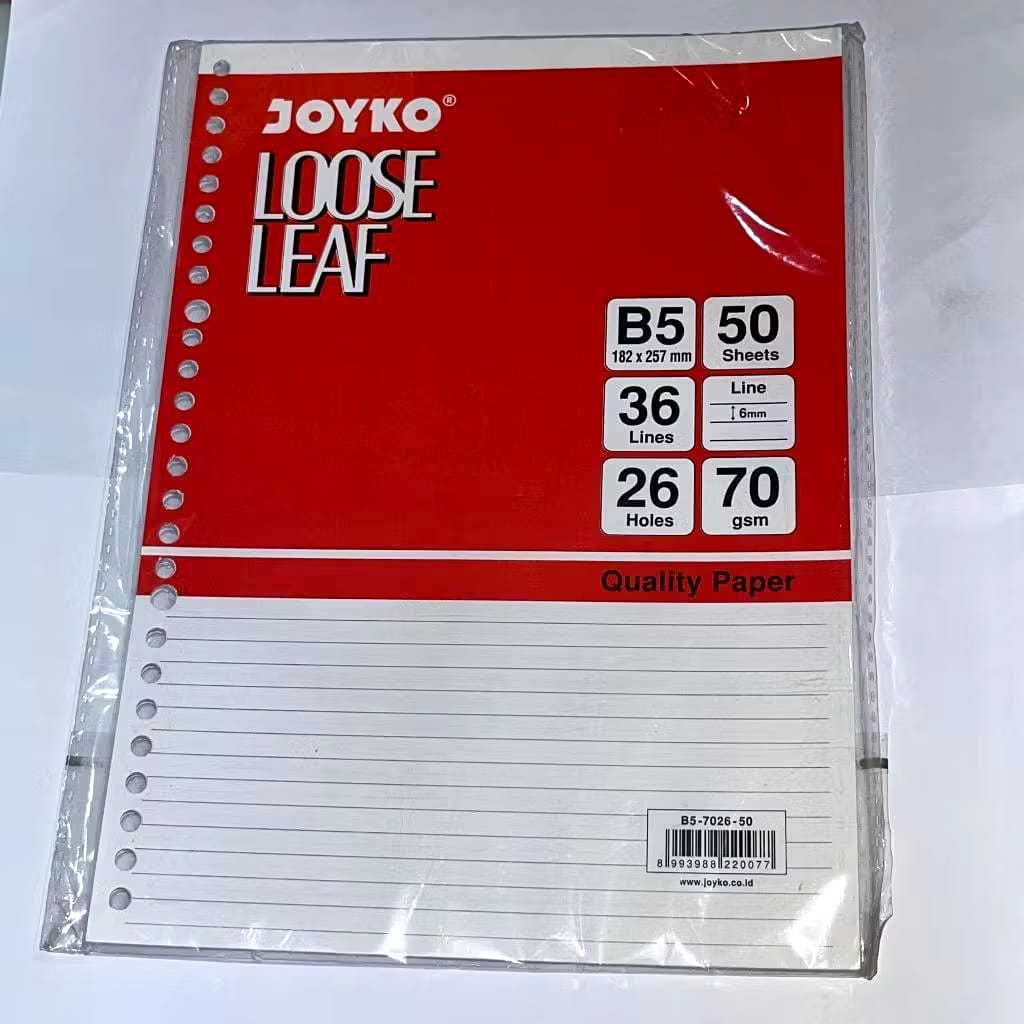 JOYKO®
LOOSE
LEAF
B5
182 x 257 mm
50
Sheets
36
Lines
Line
6mm
26
Holes
70
gsm
Quality Paper
B5-7026-50
8 993988 220077
www.joyko.co.id